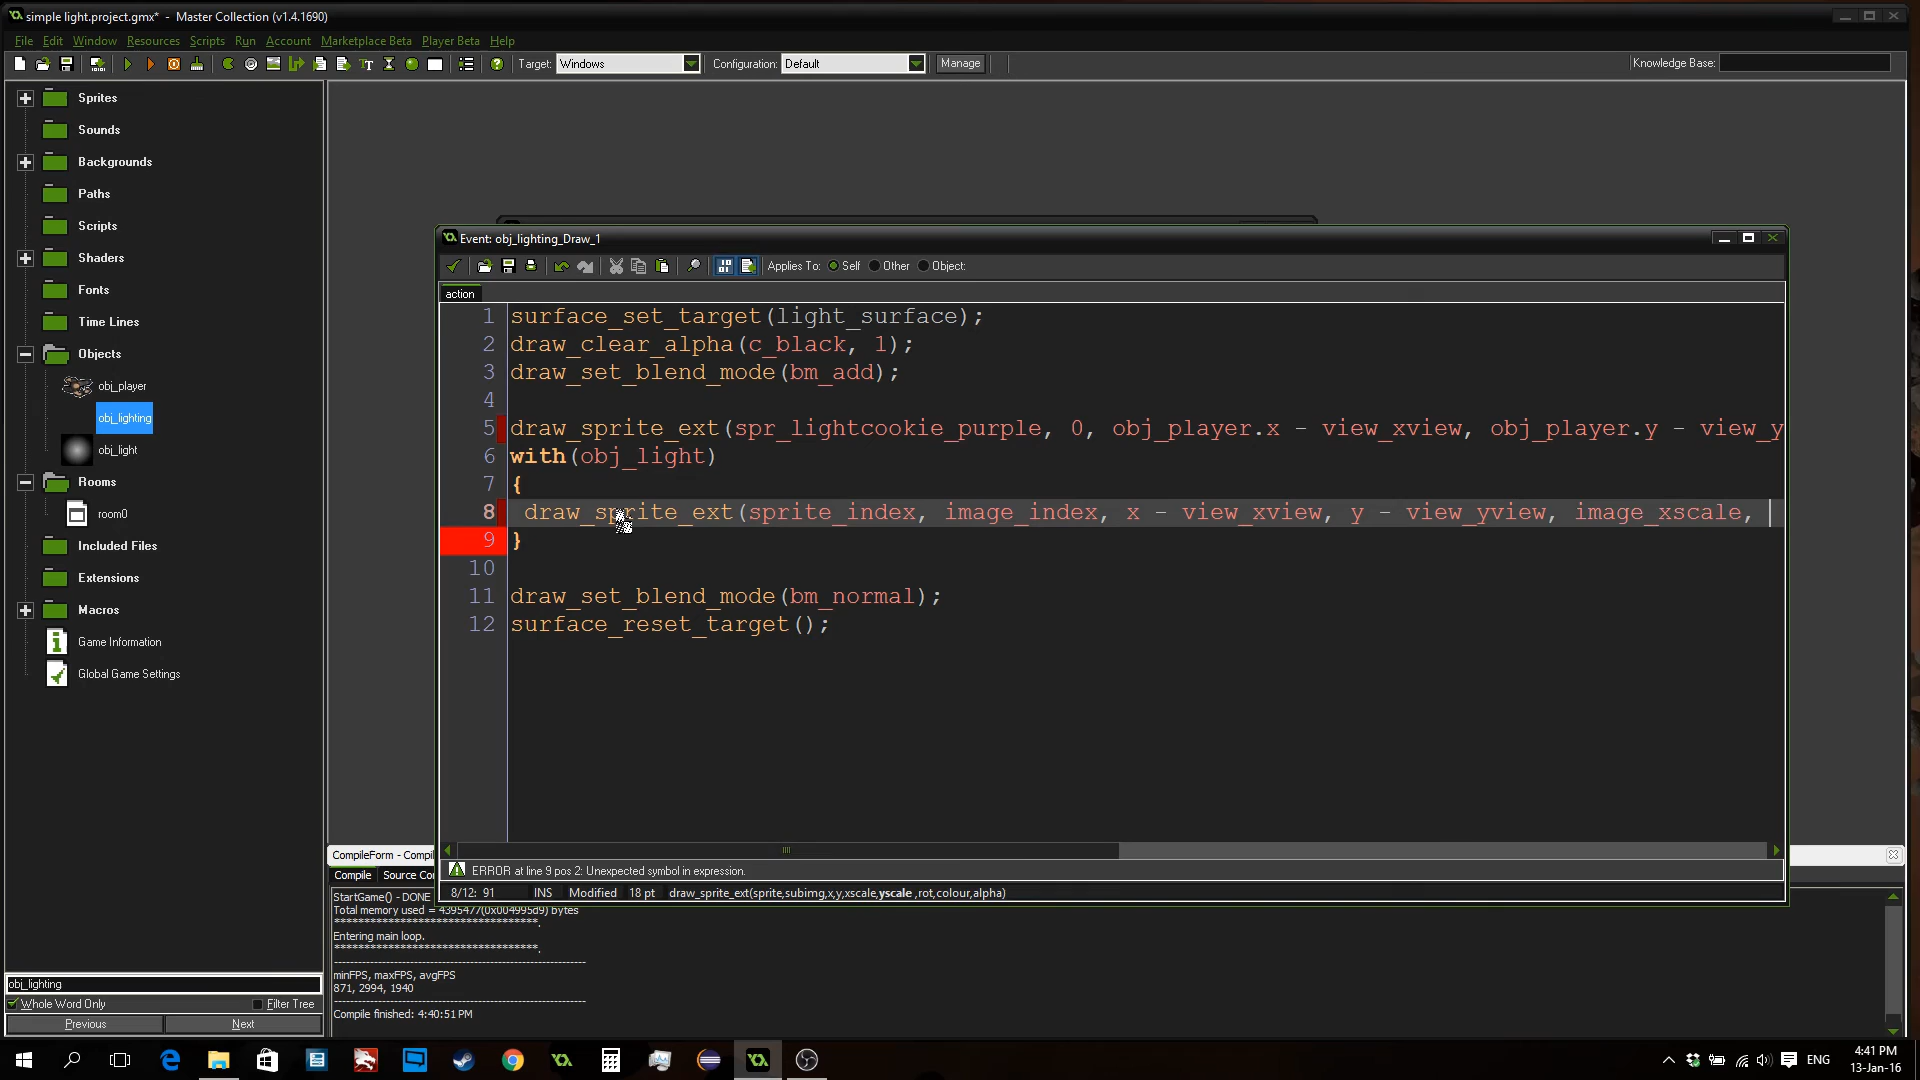 simple light.project.gmx* - Master Collection (v1.4.1690)
File Edit Window Resources Scripts Run Account Marketplace Beta Player Beta Help
Target: Windows Configuration: Default Manage Knowledge Base:
Sprites
Sounds
Backgrounds
Paths
Scripts
Shaders
Fonts
Time Lines
Objects
obj_player
obj_lighting
obj_light
Rooms
room0
Included Files
Extensions
Macros
Game Information
Global Game Settings
obj_lighting
Whole Word Only Filter Tree
Previous Next
Event: obj_lighting_Draw_1
Applies To: Self Other Object:
action
1 surface_set_target(light_surface);
2 draw_clear_alpha(c_black, 1);
3 draw_set_blend_mode(bm_add);
4
5 draw_sprite_ext(spr_lightcookie_purple, 0, obj_player.x - view_xview, obj_player.y - view_y
6 with(obj_light)
7 {
8 draw_sprite_ext(sprite_index, image_index, x - view_xview, y - view_yview, image_xscale,
9 }
10
11 draw_set_blend_mode(bm_normal);
12 surface_reset_target();
ERROR at line 9 pos 2: Unexpected symbol in expression.
8/12: 91 INS Modified 18 pt draw_sprite_ext(sprite,subimg,x,y,xscale,yscale ,rot,colour,alpha)
CompileForm - Compil
Compile Source Co
StartGame() - DONE
Total memory used = 4395477(0x004995d9) bytes
**********************************.
Entering main loop.
**********************************.
minFPS, maxFPS, avgFPS
871, 2994, 1940
Compile finished: 4:40:51 PM
ENG
4:41 PM
13-Jan-16